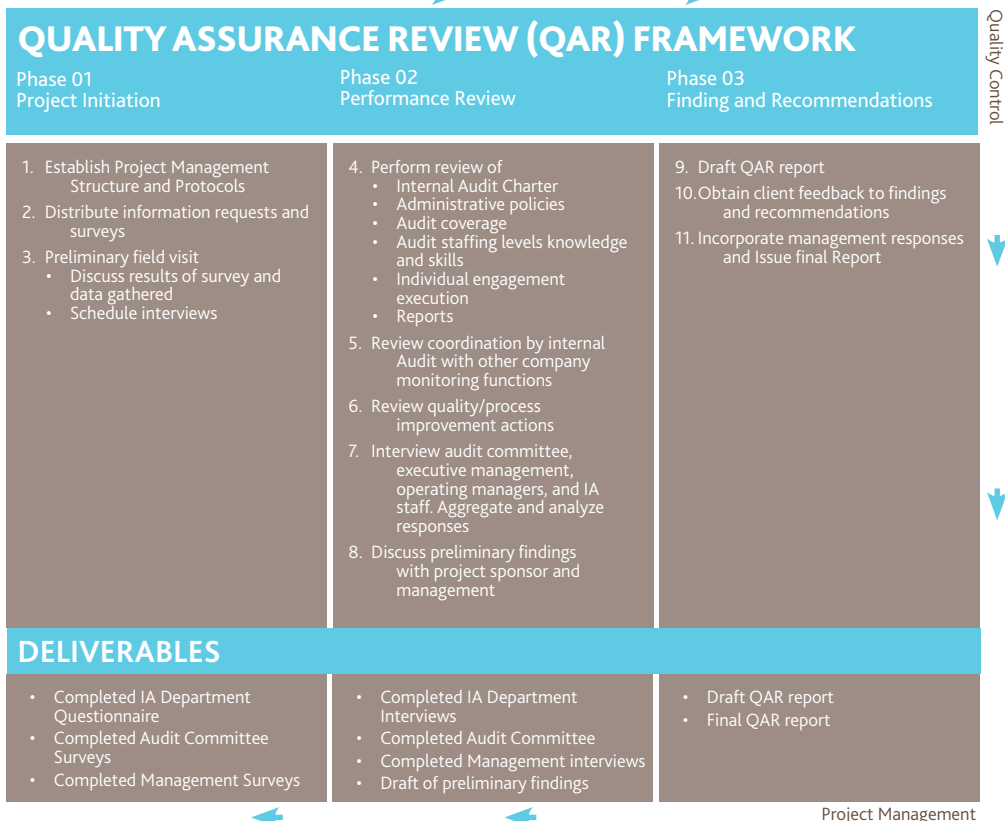 QUALITY ASSURANCE REVIEW (QAR) FRAMEWORK
Phase 01
Project Initiation
Phase 02
Performance Review
Phase 03
Finding and Recommendations
Quality Control
1. Establish Project Management
Structure and Protocols
2. Distribute information requests and
surveys
3. Preliminary field visit
• Discuss results of survey and
data gathered
• Schedule interviews
4. Perform review of
• Internal Audit Charter
• Administrative policies
• Audit coverage
• Audit staffing levels knowledge
and skills
• Individual engagement
execution
• Reports
5. Review coordination by internal
Audit with other company
monitoring functions
6. Review quality/process
improvement actions
7. Interview audit committee,
executive management,
operating managers, and IA
staff. Aggregate and analyze
responses
8. Discuss preliminary findings
with project sponsor and
management
9. Draft QAR report
10.Obtain client feedback to findings
and recommendations
11. Incorporate management responses
and Issue final Report
DELIVERABLES
• Completed IA Department
Questionnaire
• Completed Audit Committee
Surveys
• Completed Management Surveys
• Completed IA Department
Interviews
• Completed Audit Committee
• Completed Management interviews
• Draft of preliminary findings
• Draft QAR report
• Final QAR report
Project Management